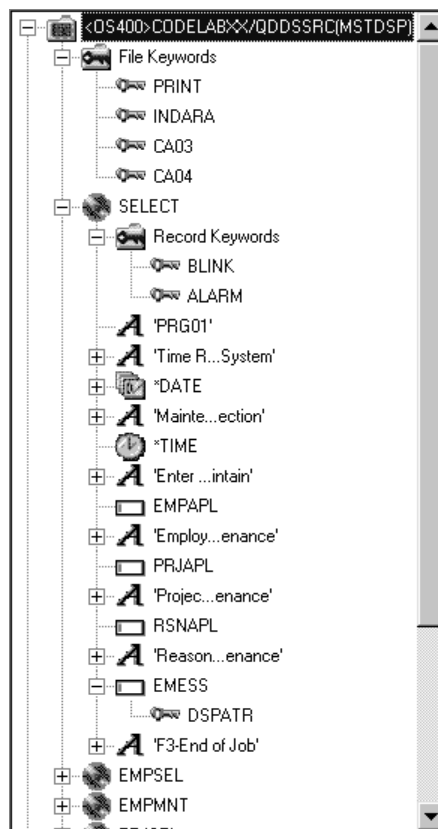 <OS400>CODELABXX/QDDSSRC(MSTDSP)
File Keywords
PRINT
INDARA
CA03
CA04
SELECT
Record Keywords
BLINK
ALARM
'PRG01'
'Time R...System'
*DATE
'Mainte...ection'
*TIME
'Enter ...intain'
EMPAPL
'Employ...enance'
PRJAPL
'Projec...enance'
RSNAPL
'Reason...enance'
EMESS
DSPATR
'F3-End of Job'
EMPSEL
EMPMNT